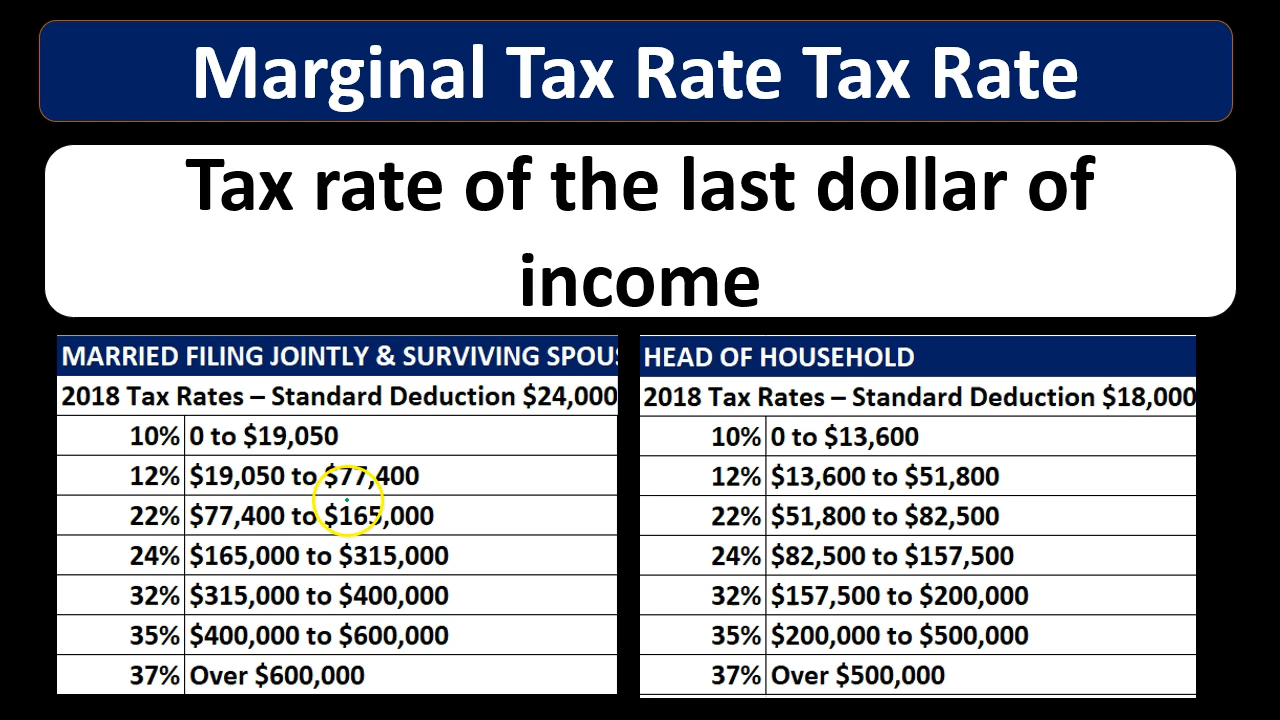 Marginal Tax Rate Tax Rate
Tax rate of the last dollar of
income
MARRIED FILING JOINTLY & SURVIVING SPOUS
2018 Tax Rates – Standard Deduction $24,000
10% 0 to $19,050
12% $19,050 to $77,400
22% $77,400 to $165,000
24% $165,000 to $315,000
32% $315,000 to $400,000
35% $400,000 to $600,000
37% Over $600,000
HEAD OF HOUSEHOLD
2018 Tax Rates – Standard Deduction $18,000
10% 0 to $13,600
12% $13,600 to $51,800
22% $51,800 to $82,500
24% $82,500 to $157,500
32% $157,500 to $200,000
35% $200,000 to $500,000
37% Over $500,000